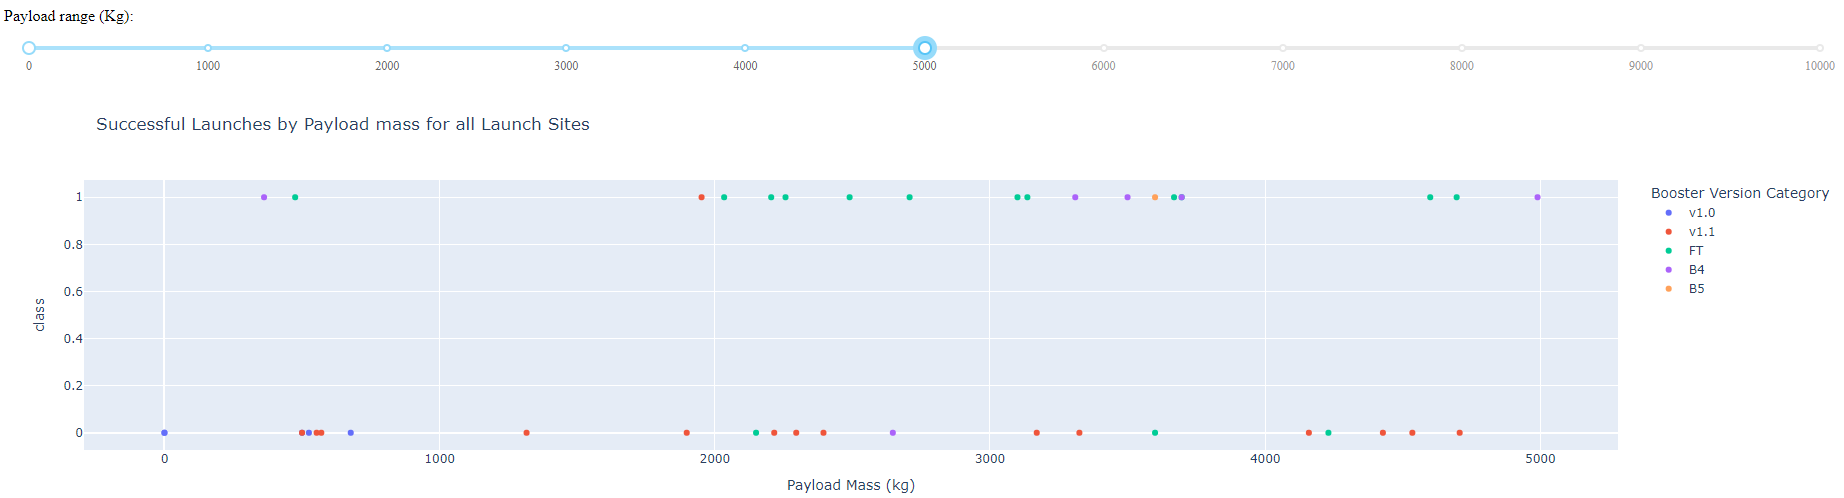 Payload range (Kg):
0 1000 2000 3000 4000 5000 6000 7000 8000 9000 10000
Successful Launches by Payload mass for all Launch Sites
1
0.8
0.6
0.4
0.2
0
class
0 1000 2000 3000 4000 5000
Payload Mass (kg)
Booster Version Category
v1.0
v1.1
FT
B4
B5